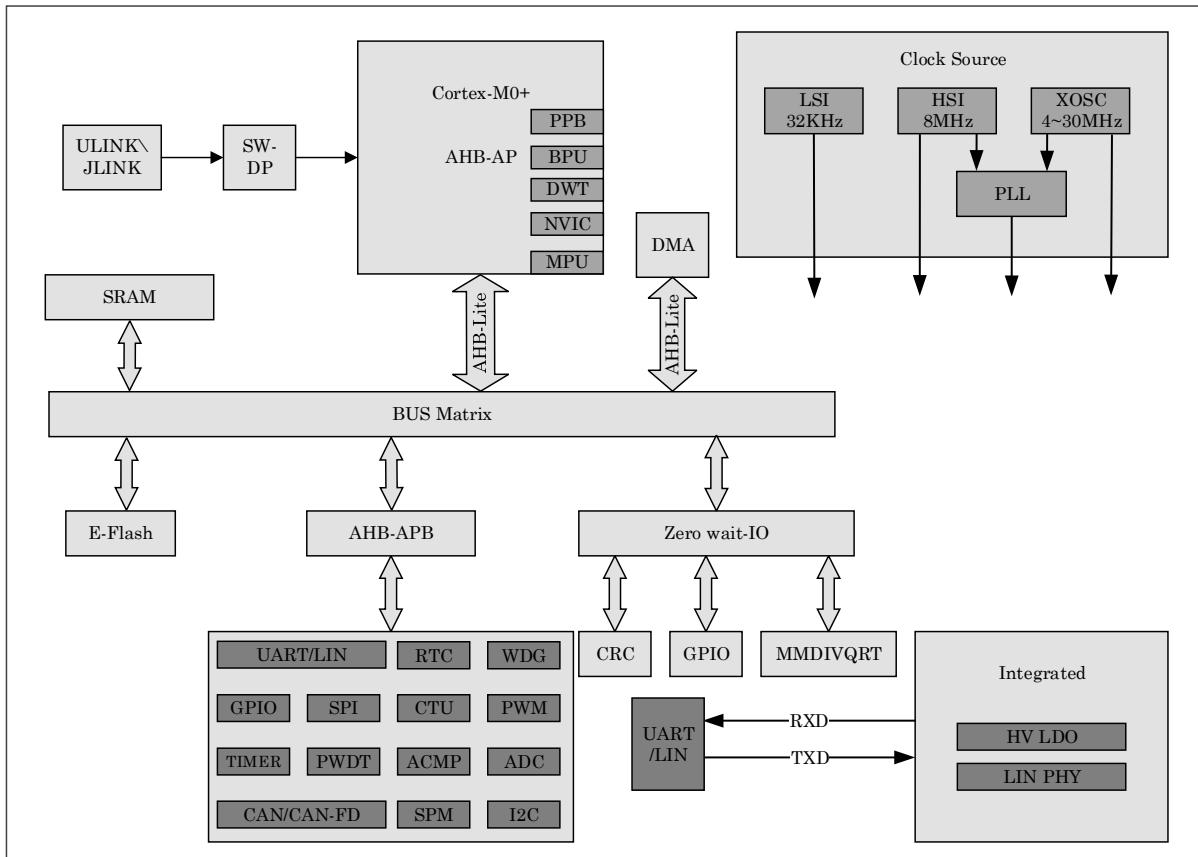 Cortex-M0+
PPB
AHB-AP
BPU
DWT
NVIC
MPU
ULINK\
JLINK
SW-
DP
DMA
Clock Source
LSI
32KHz
HSI
8MHz
XOSC
4~30MHz
PLL
SRAM
AHB-Lite
AHB-Lite
BUS Matrix
E-Flash
AHB-APB
Zero wait-IO
CRC
GPIO
MMDIVQRT
UART/LIN
RTC
WDG
GPIO
SPI
CTU
PWM
TIMER
PWDT
ACMP
ADC
CAN/CAN-FD
SPM
I2C
UART
/LIN
RXD
TXD
Integrated
HV LDO
LIN PHY